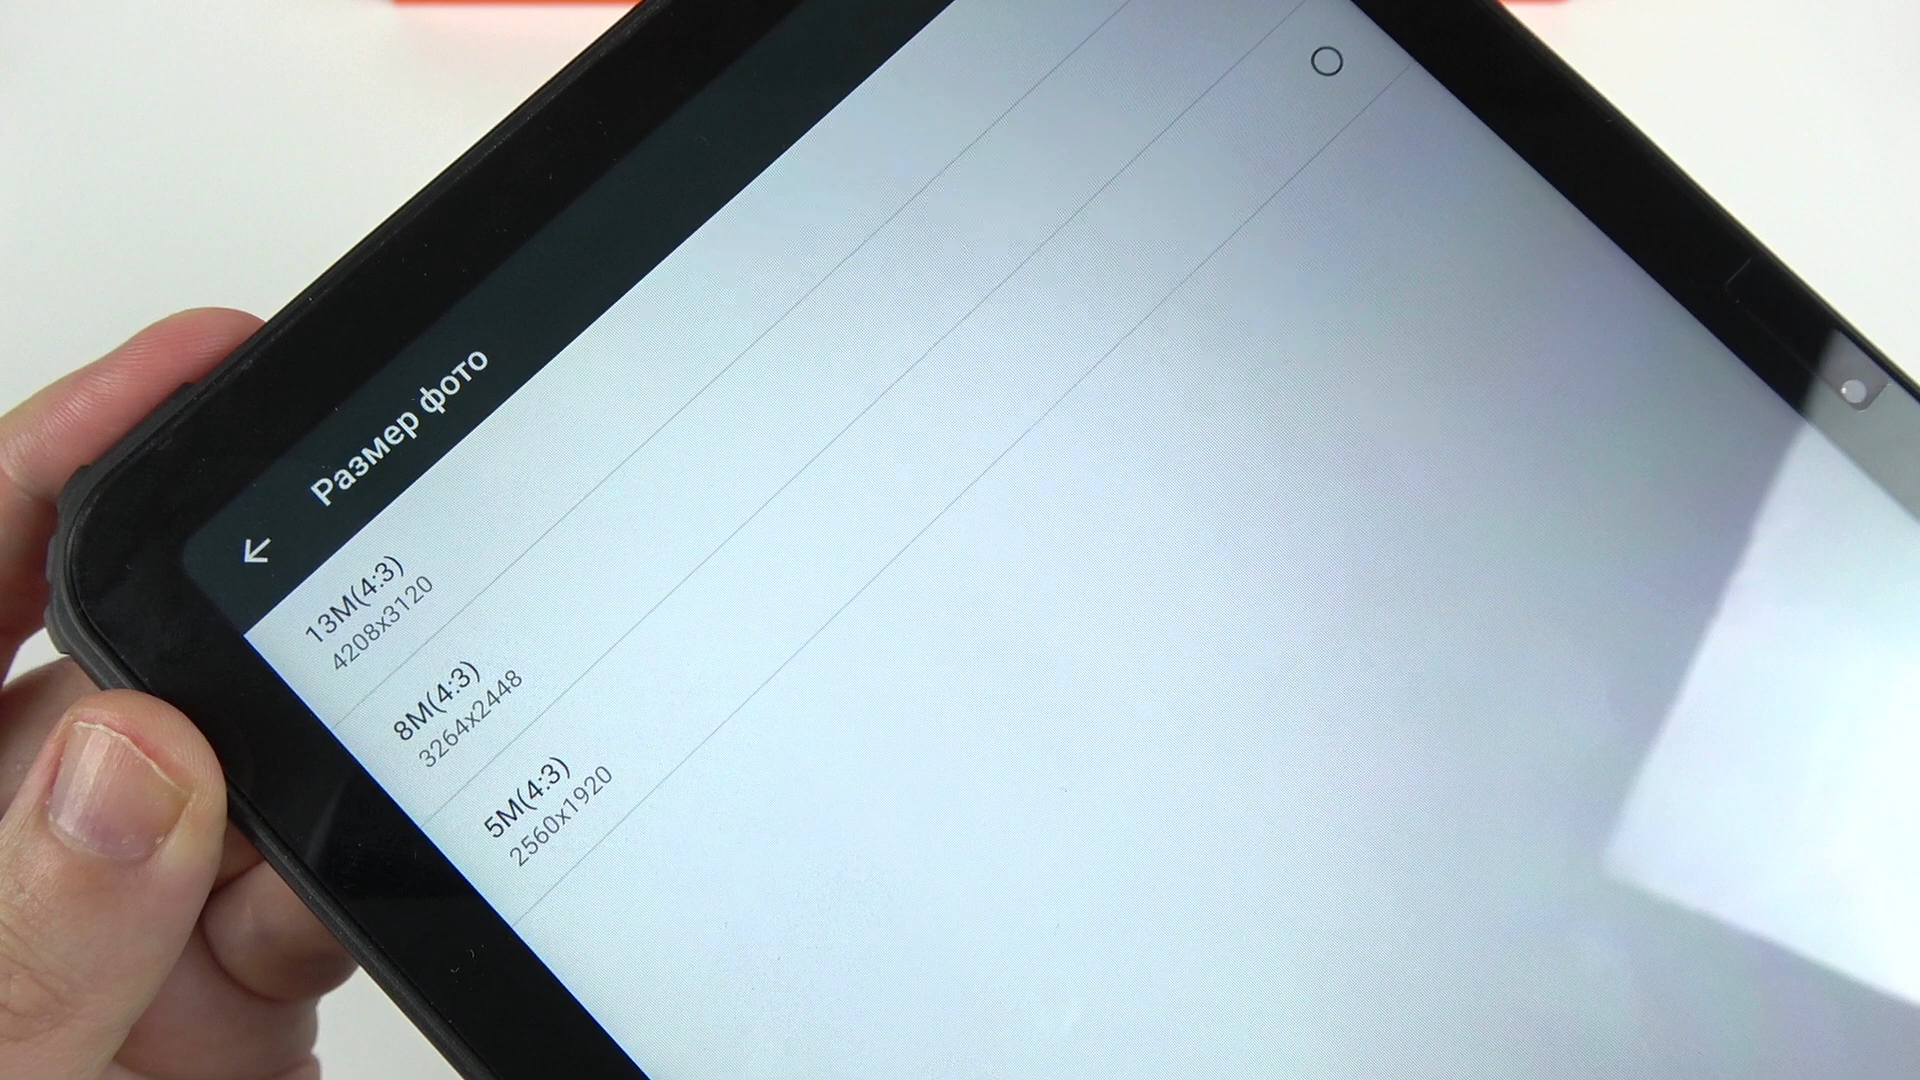 Размер фото
13M(4:3)
4208x3120
8M(4:3)
3264x2448
5M(4:3)
2560x1920